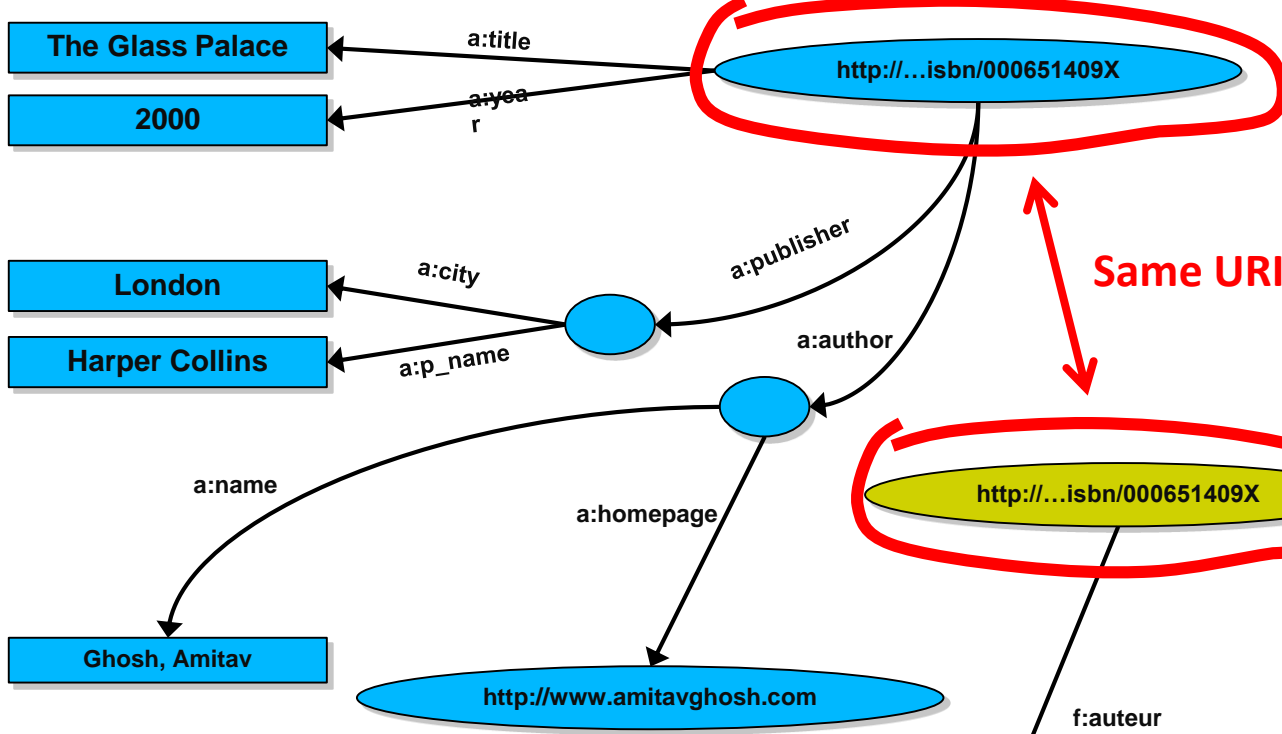 The Glass Palace
a:title
http://…isbn/000651409X
a:yea
r
2000
a:publisher
Same URI
London
a:city
a:author
Harper Collins
a:p_name
a:name
http://…isbn/000651409X
a:homepage
Ghosh, Amitav
http://www.amitavghosh.com
f:auteur